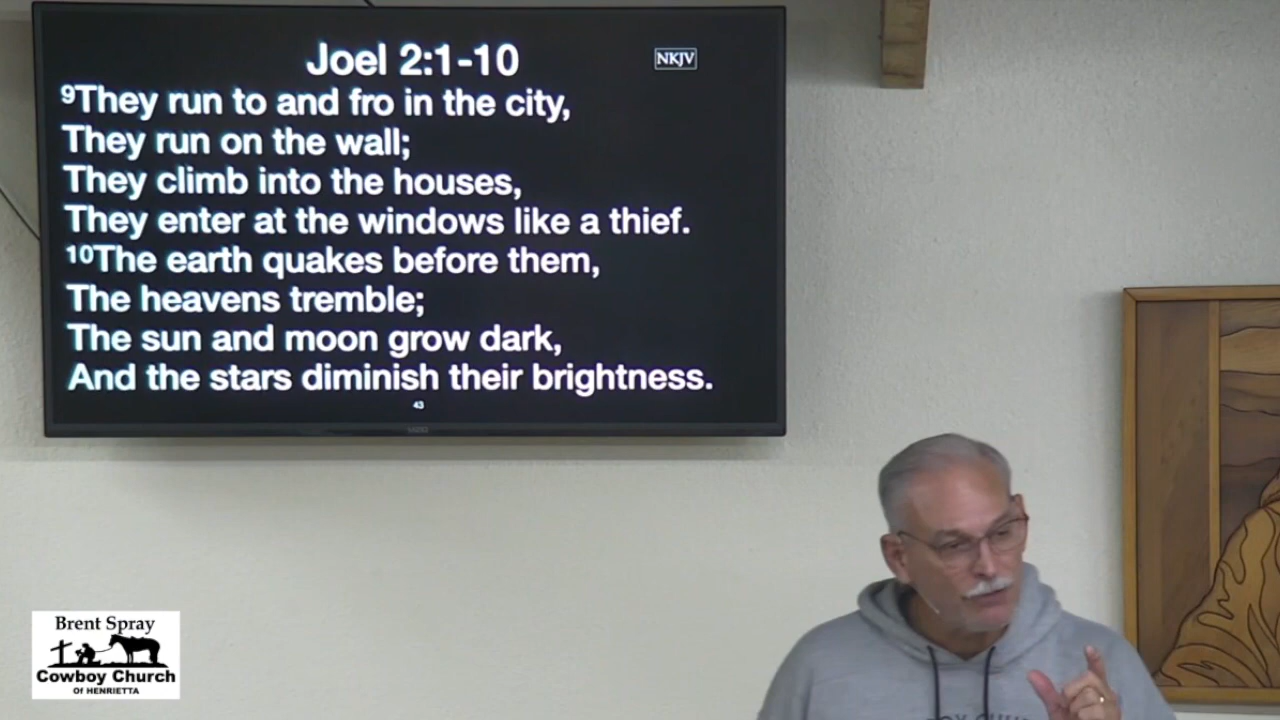 Joel 2:1-10
NKJV
⁹They run to and fro in the city,
They run on the wall;
They climb into the houses,
They enter at the windows like a thief.
¹⁰The earth quakes before them,
The heavens tremble;
The sun and moon grow dark,
And the stars diminish their brightness.
43
Brent Spray
Cowboy Church
OF HENRIETTA